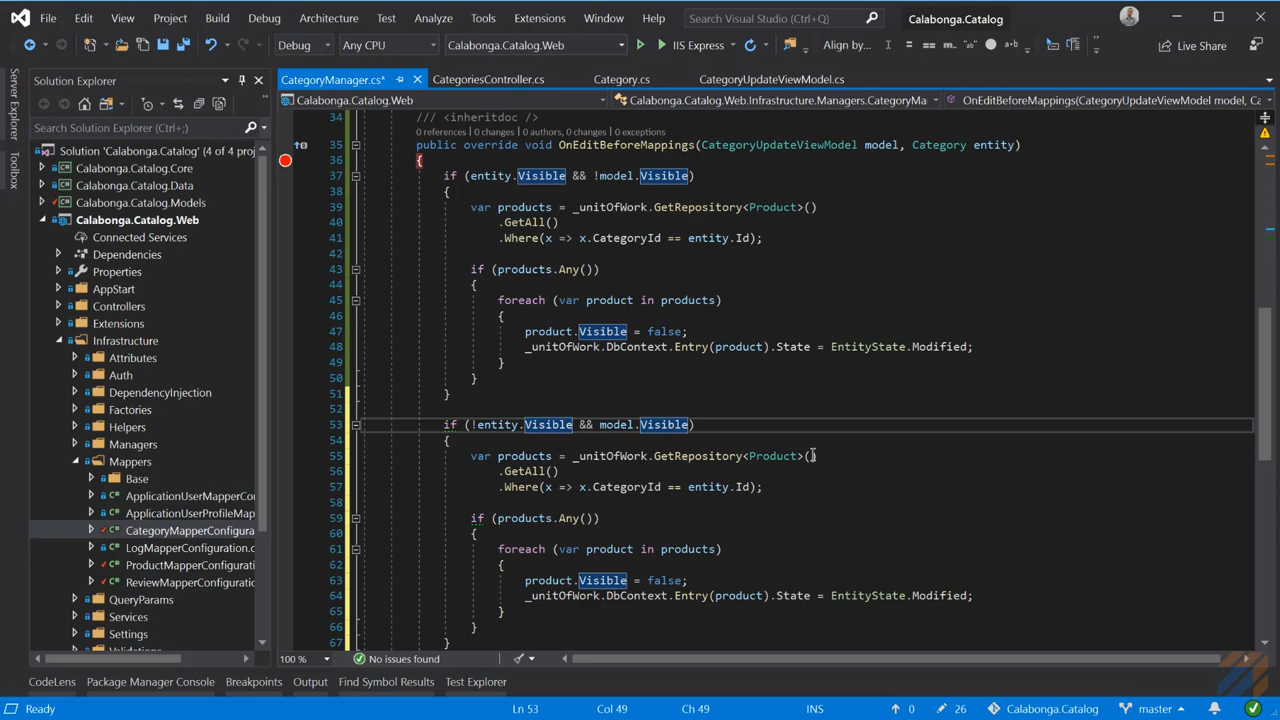 File Edit View Project Build Debug Architecture Test Analyze Tools Extensions Window Help Search Visual Studio (Ctrl+Q) Calabonga.Catalog
Debug Any CPU Calabonga.Catalog.Web IIS Express Align by... Live Share
Server Explorer
Toolbox
Solution Explorer
Search Solution Explorer (Ctrl+;)
Solution 'Calabonga.Catalog' (4 of 4 proj
Calabonga.Catalog.Core
Calabonga.Catalog.Data
Calabonga.Catalog.Models
Calabonga.Catalog.Web
Connected Services
Dependencies
Properties
AppStart
Controllers
Extensions
Infrastructure
Attributes
Auth
DependencyInjection
Factories
Helpers
Managers
Mappers
Base
ApplicationUserMapperCo
ApplicationUserProfileMap
CategoryMapperConfigura
LogMapperConfiguration.c
ProductMapperConfigurati
ReviewMapperConfiguratio
QueryParams
Services
Settings
CategoryManager.cs* CategoriesController.cs Category.cs CategoryUpdateViewModel.cs
Calabonga.Catalog.Web Calabonga.Catalog.Web.Infrastructure.Managers.CategoryMa OnEditBeforeMappings(CategoryUpdateViewModel model, Ca
34 /// <inheritdoc />
0 references | 0 changes | 0 authors, 0 changes | 0 exceptions
35 public override void OnEditBeforeMappings(CategoryUpdateViewModel model, Category entity)
36 {
37 if (entity.Visible && !model.Visible)
38 {
39 var products = _unitOfWork.GetRepository<Product>()
40 .GetAll()
41 .Where(x => x.CategoryId == entity.Id);
42
43 if (products.Any())
44 {
45 foreach (var product in products)
46 {
47 product.Visible = false;
48 _unitOfWork.DbContext.Entry(product).State = EntityState.Modified;
49 }
50 }
51 }
52
53 if (!entity.Visible && model.Visible)
54 {
55 var products = _unitOfWork.GetRepository<Product>()
56 .GetAll()
57 .Where(x => x.CategoryId == entity.Id);
58
59 if (products.Any())
60 {
61 foreach (var product in products)
62 {
63 product.Visible = false;
64 _unitOfWork.DbContext.Entry(product).State = EntityState.Modified;
65 }
66 }
67 }
100 % No issues found
CodeLens Package Manager Console Breakpoints Output Find Symbol Results Test Explorer
Ready Ln 53 Col 49 Ch 49 INS 0 26 Calabonga.Catalog master